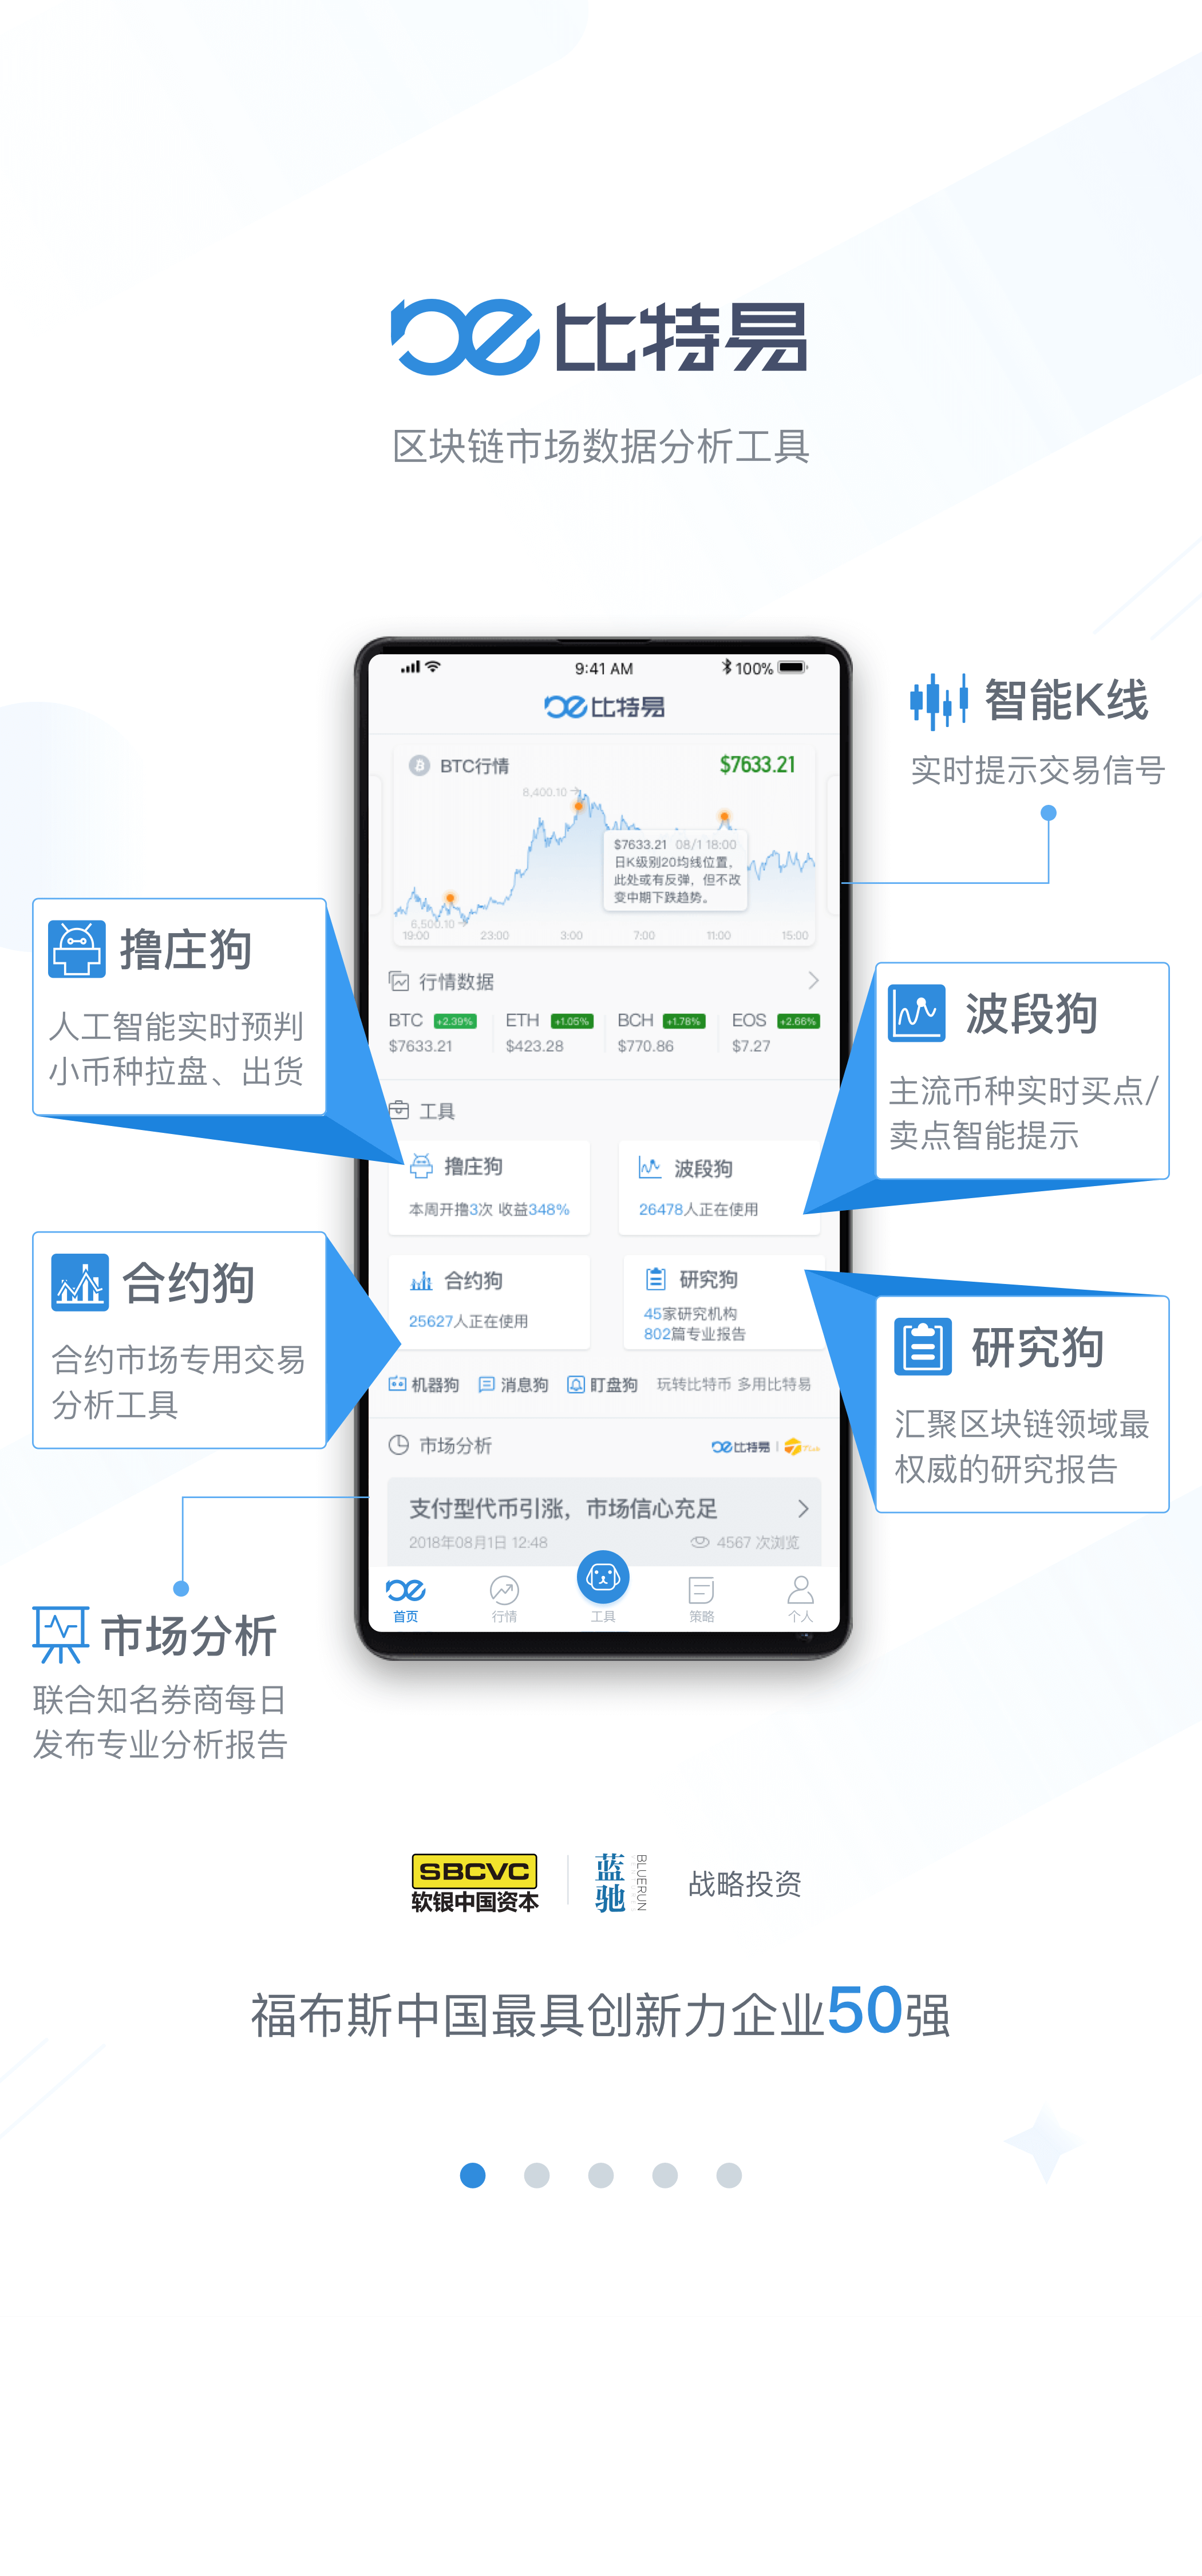 比特易
区块链市场数据分析工具
9:41 AM
100%
比特易
智能K线
实时提示交易信号
BTC行情
$7633.21
8,400.10
$7633.21 08/1 18:00
日K级别20均线位置，
此处或有反弹，但不改
变中期下跌趋势。
6,500.10
19:00 23:00 3:00 7:00 11:00 15:00
撸庄狗
人工智能实时预判
小币种拉盘、出货
行情数据
BTC +2.39% ETH +1.05% BCH +1.78% EOS +2.66%
$7633.21 $423.28 $770.86 $7.27
波段狗
主流币种实时买点/
卖点智能提示
工具
撸庄狗
本周开撸3次 收益348%
波段狗
26478人正在使用
合约狗
合约市场专用交易
分析工具
合约狗
25627人正在使用
研究狗
45家研究机构
802篇专业报告
研究狗
汇聚区块链领域最
权威的研究报告
机器狗 消息狗 盯盘狗 玩转比特币 多用比特易
市场分析
比特易
支付型代币引涨，市场信心充足
2018年08月1日 12:48
4567 次浏览
首页 行情 工具 策略 个人
市场分析
联合知名券商每日
发布专业分析报告
SBCVC
软银中国资本
蓝驰
BLUERUN
战略投资
福布斯中国最具创新力企业50强